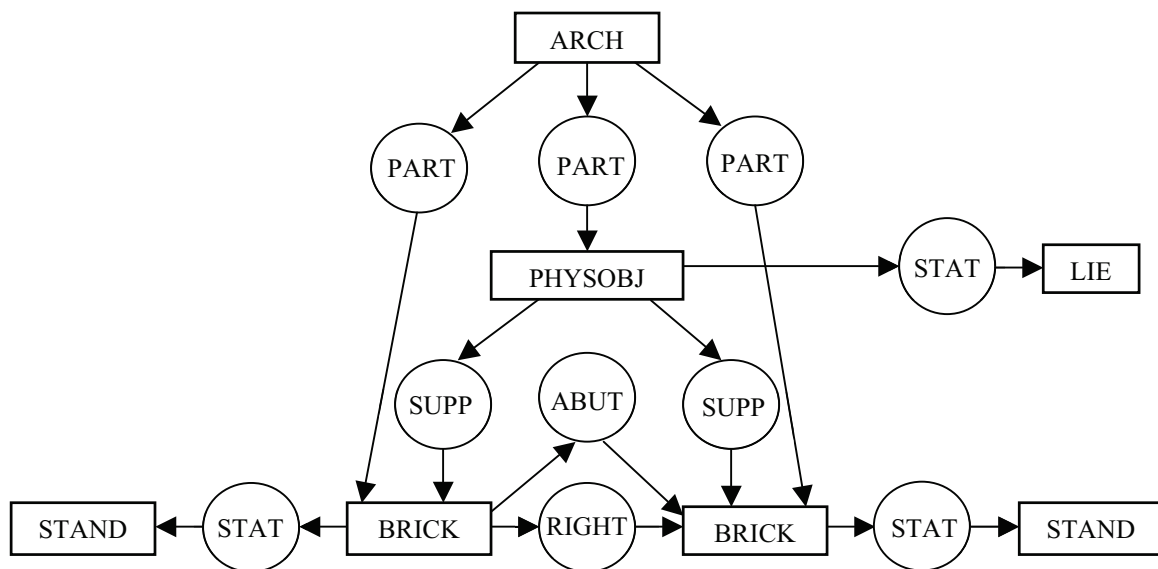 ARCH
PART
PART
PART
PHYSOBJ
STAT
LIE
SUPP
ABUT
SUPP
STAND
STAT
BRICK
RIGHT
BRICK
STAT
STAND